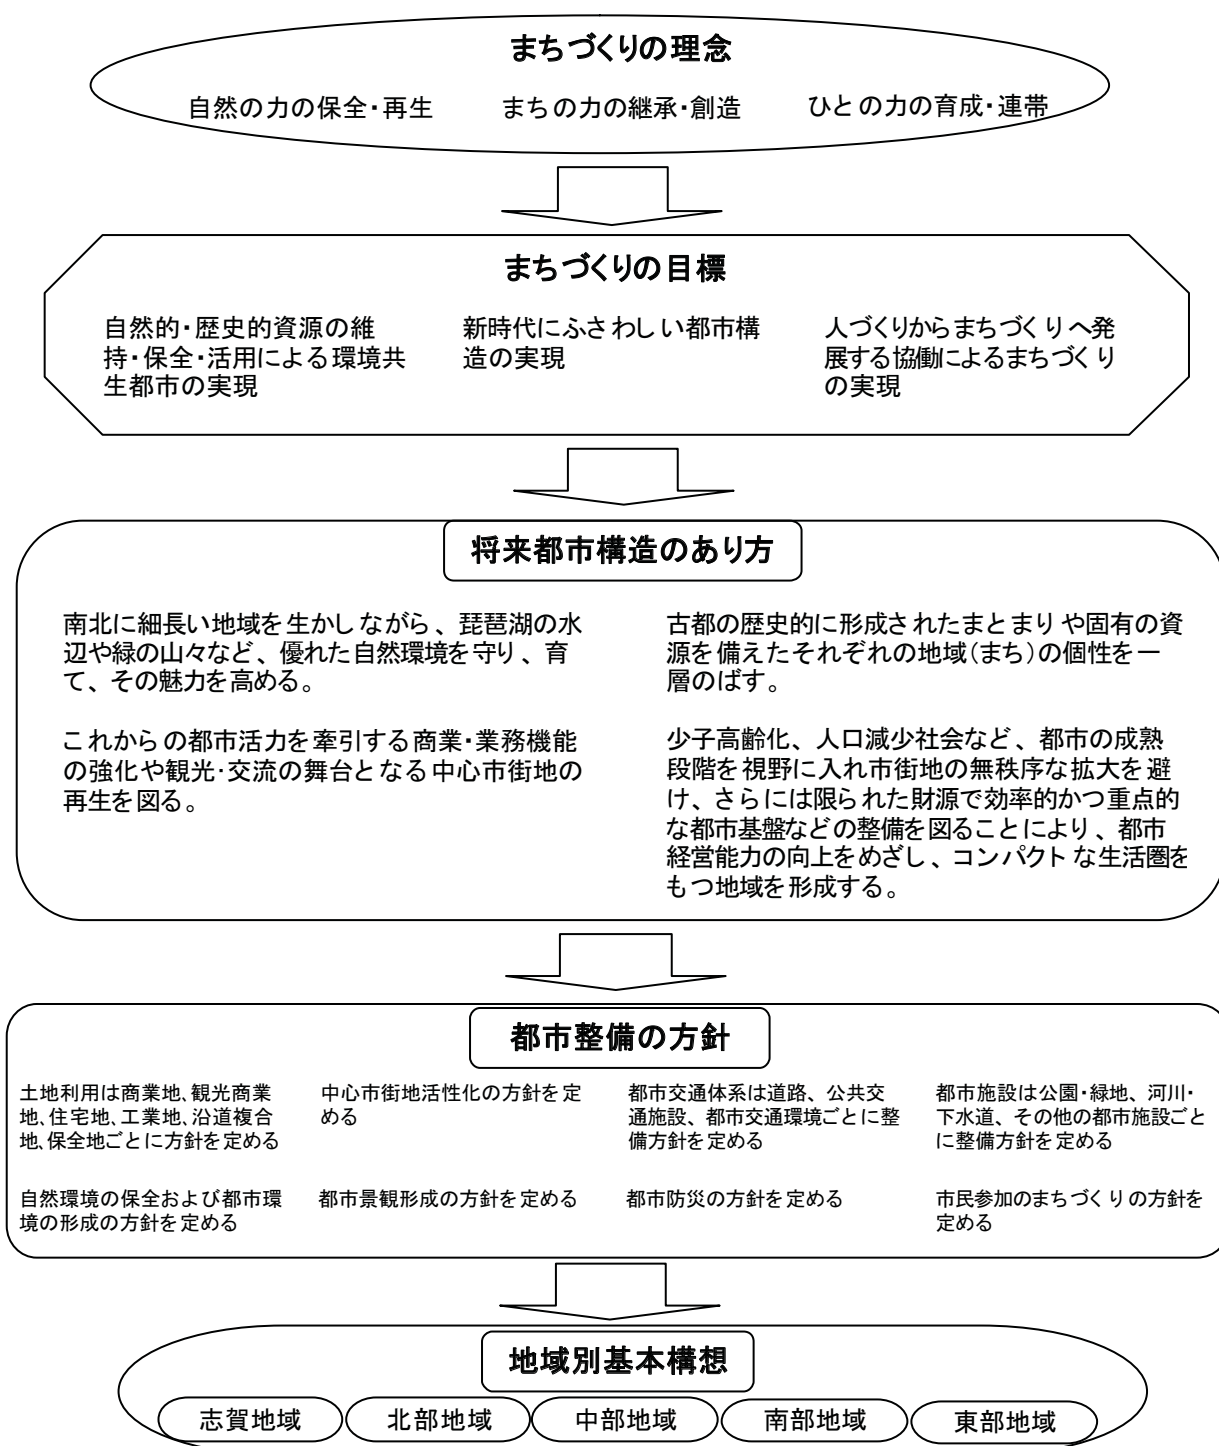 まちづくりの理念
自然の力の保全・再生 まちの力の継承・創造 ひとの力の育成・連帯
まちづくりの目標
自然的・歴史的資源の維
持・保全・活用による環境共
生都市の実現
新時代にふさわしい都市構
造の実現
人づくりからまちづくりへ発
展する協働によるまちづくり
の実現
将来都市構造のあり方
南北に細長い地域を生かしながら、琵琶湖の水
辺や緑の山々など、優れた自然環境を守り、育
て、その魅力を高める。
これからの都市活力を牽引する商業・業務機能
の強化や観光・交流の舞台となる中心市街地の
再生を図る。
古都の歴史的に形成されたまとまりや固有の資
源を備えたそれぞれの地域(まち)の個性を一
層のばす。
少子高齢化、人口減少社会など、都市の成熟
段階を視野に入れ市街地の無秩序な拡大を避
け、さらには限られた財源で効率的かつ重点的
な都市基盤などの整備を図ることにより、都市
経営能力の向上をめざし、コンパクトな生活圏を
もつ地域を形成する。
都市整備の方針
土地利用は商業地、観光商業
地、住宅地、工業地、沿道複合
地、保全地ごとに方針を定める
中心市街地活性化の方針を定
める
都市交通体系は道路、公共交
通施設、都市交通環境ごとに整
備方針を定める
都市施設は公園・緑地、河川・
下水道、その他の都市施設ごと
に整備方針を定める
自然環境の保全および都市環
境の形成の方針を定める
都市景観形成の方針を定める
都市防災の方針を定める
市民参加のまちづくりの方針を
定める
地域別基本構想
志賀地域 北部地域 中部地域 南部地域 東部地域